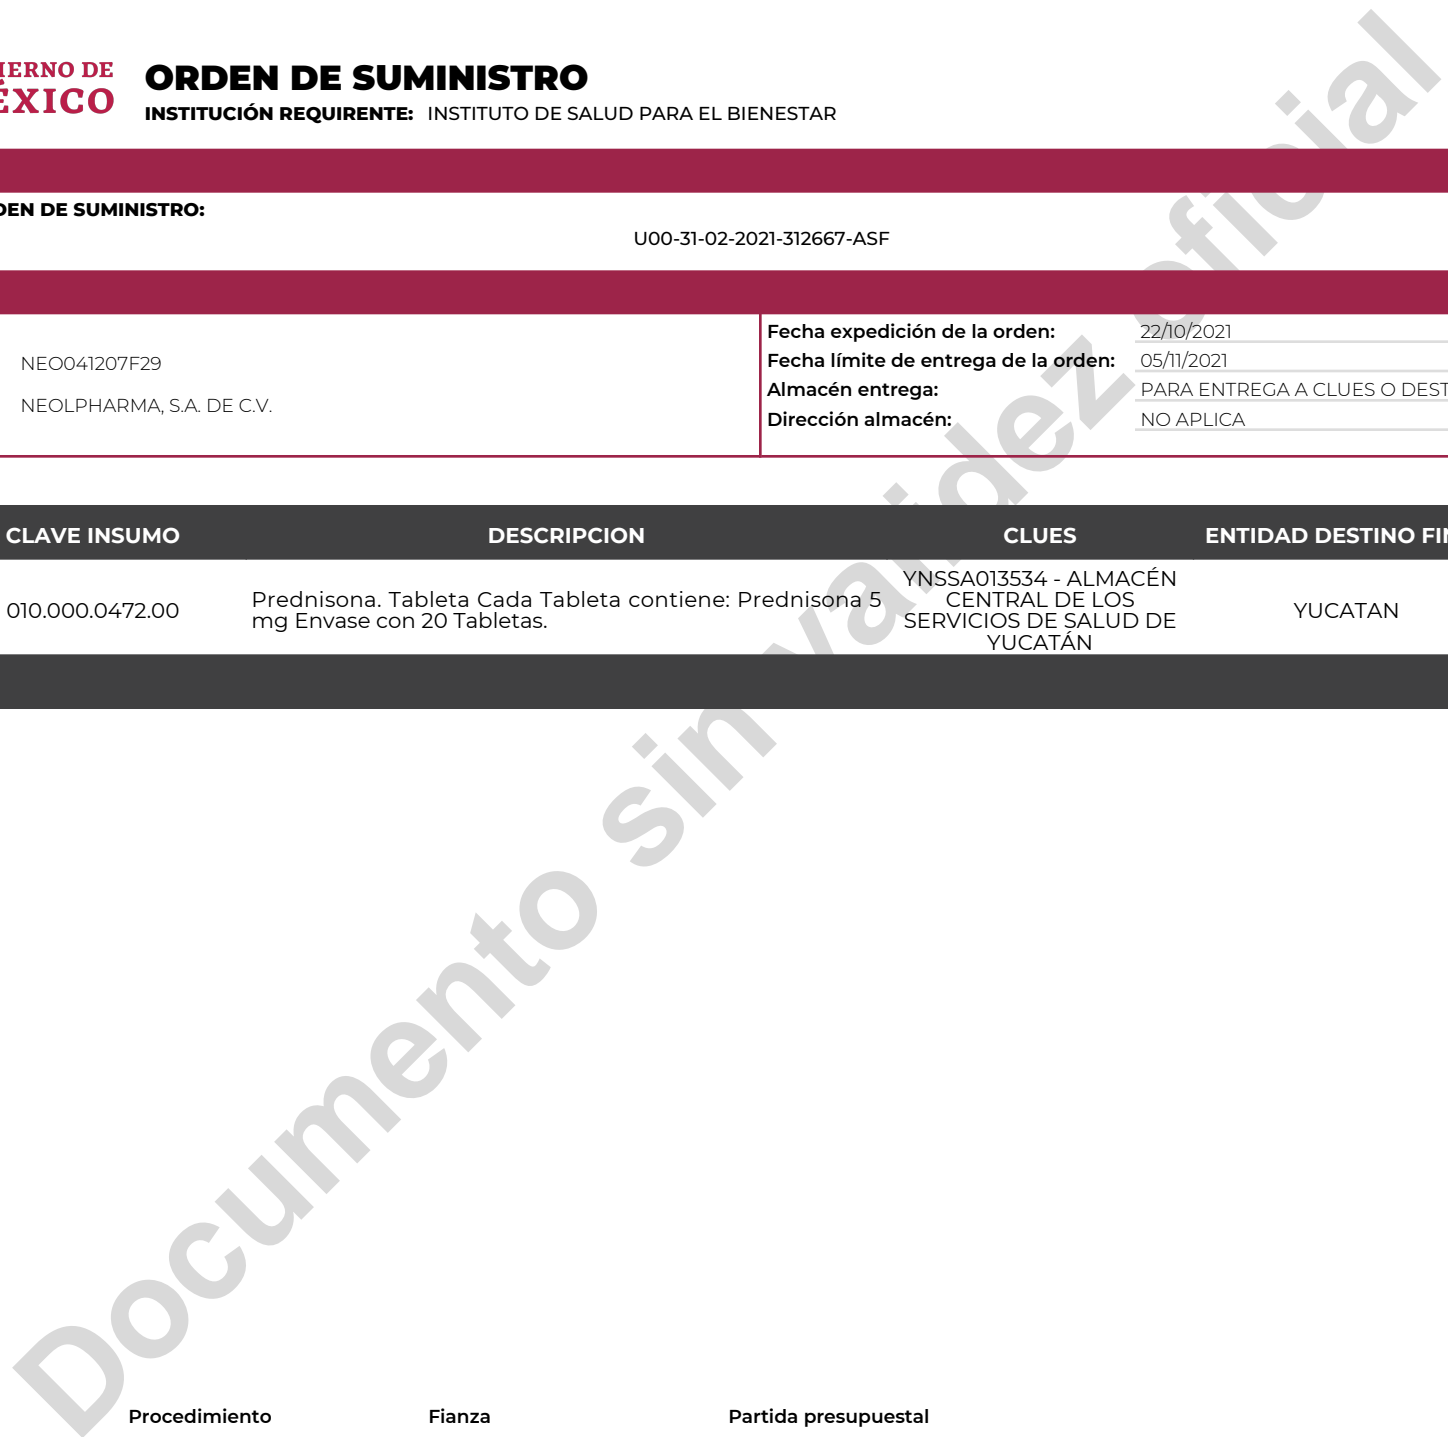 IERNO DE
ÉXICO
ORDEN DE SUMINISTRO
INSTITUCIÓN REQUIRENTE: INSTITUTO DE SALUD PARA EL BIENESTAR
DEN DE SUMINISTRO:
U00-31-02-2021-312667-ASF
NEO041207F29
NEOLPHARMA, S.A. DE C.V.
Fecha expedición de la orden: 22/10/2021
Fecha límite de entrega de la orden: 05/11/2021
Almacén entrega: PARA ENTREGA A CLUES O DEST
Dirección almacén: NO APLICA
CLAVE INSUMO DESCRIPCION CLUES ENTIDAD DESTINO FIN
010.000.0472.00
Prednisona. Tableta Cada Tableta contiene: Prednisona 5
mg Envase con 20 Tabletas.
YNSSA013534 - ALMACÉN
CENTRAL DE LOS
SERVICIOS DE SALUD DE
YUCATÁN
YUCATAN
Documento sin validez oficial
Procedimiento Fianza Partida presupuestal